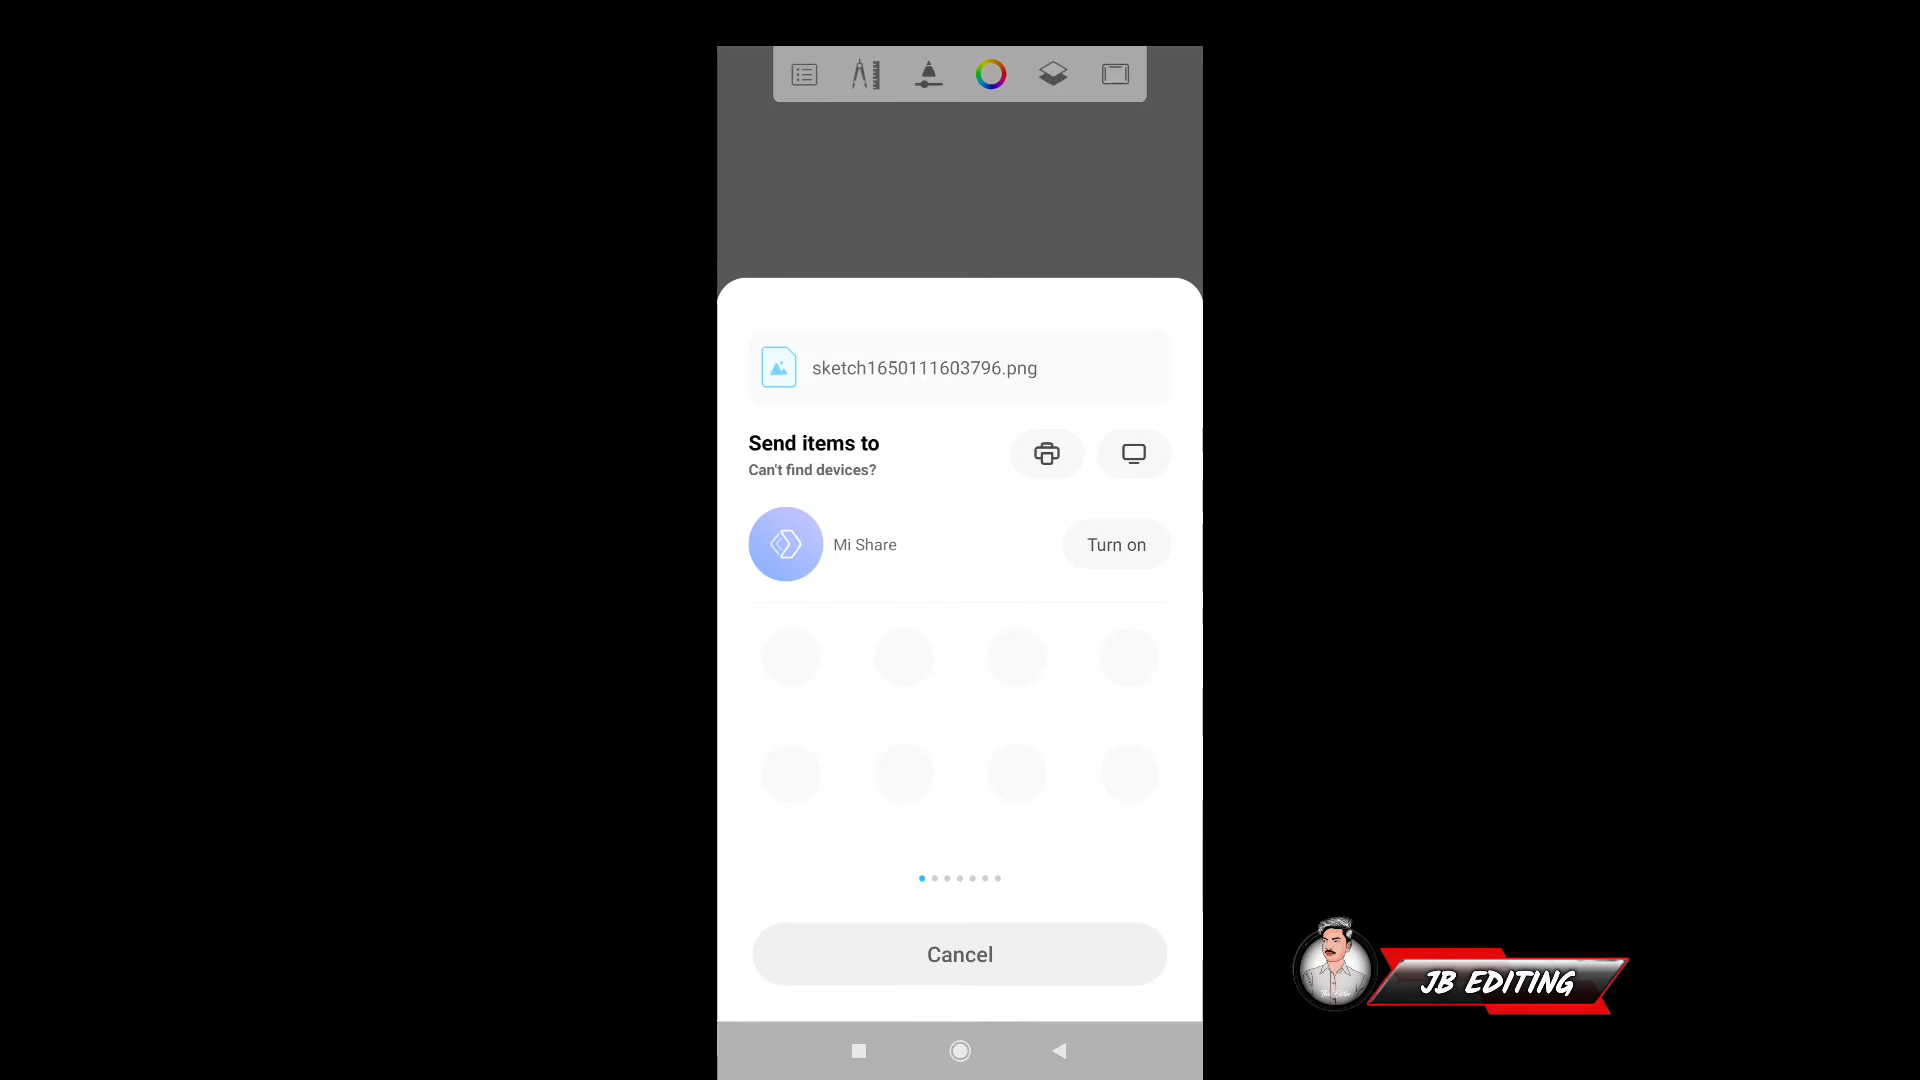 sketch1650111603796.png
Send items to
Can't find devices?
Mi Share
Turn on
Cancel
JB EDITING